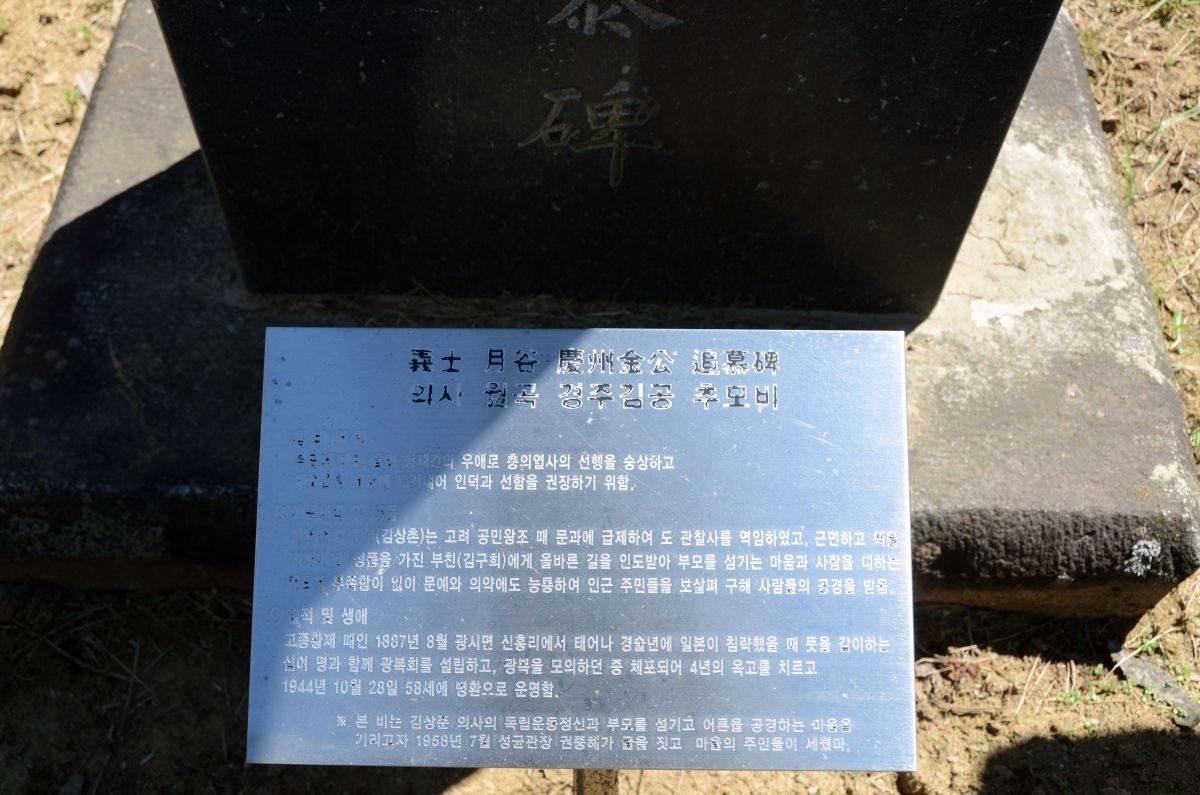 泰
碑
義士 月谷 慶州金公 追慕碑
의사 월곡 경주김공 추모비
우애로 충의열사의 선행을 숭상하고
인덕과 선함을 권장하기 위함.
(김상촌)는 고려 공민왕조 때 문과에 급제하여 도 관찰사를 역임하였고, 근면하고
성품을 가진 부친(김구희)에게 올바른 길을 인도받아 부모를 섬기는 마음과 사람을 대하는
부족함이 없이 문예와 의약에도 능통하여 인근 주민들을 보살펴 구해 사람들의 공경을 받음.
및 생애
고종황제 때인 1887년 8월 광시면 신흥리에서 태어나 경술년에 일본이 침략했을 때 뜻을 같이하는
십여 명과 함께 광복회를 설립하고, 광복을 모의하던 중 체포되어 4년의 옥고를 치르고
1944년 10월 28일 58세에 병환으로 운명함.
※ 본 비는 의사의 독립운동정신과 부모를 섬기고 어른을 공경하는 마음을
기리고자 1958년 7월 성균관장 권중해가 글을 짓고 마을의 주민들이 세웠다.